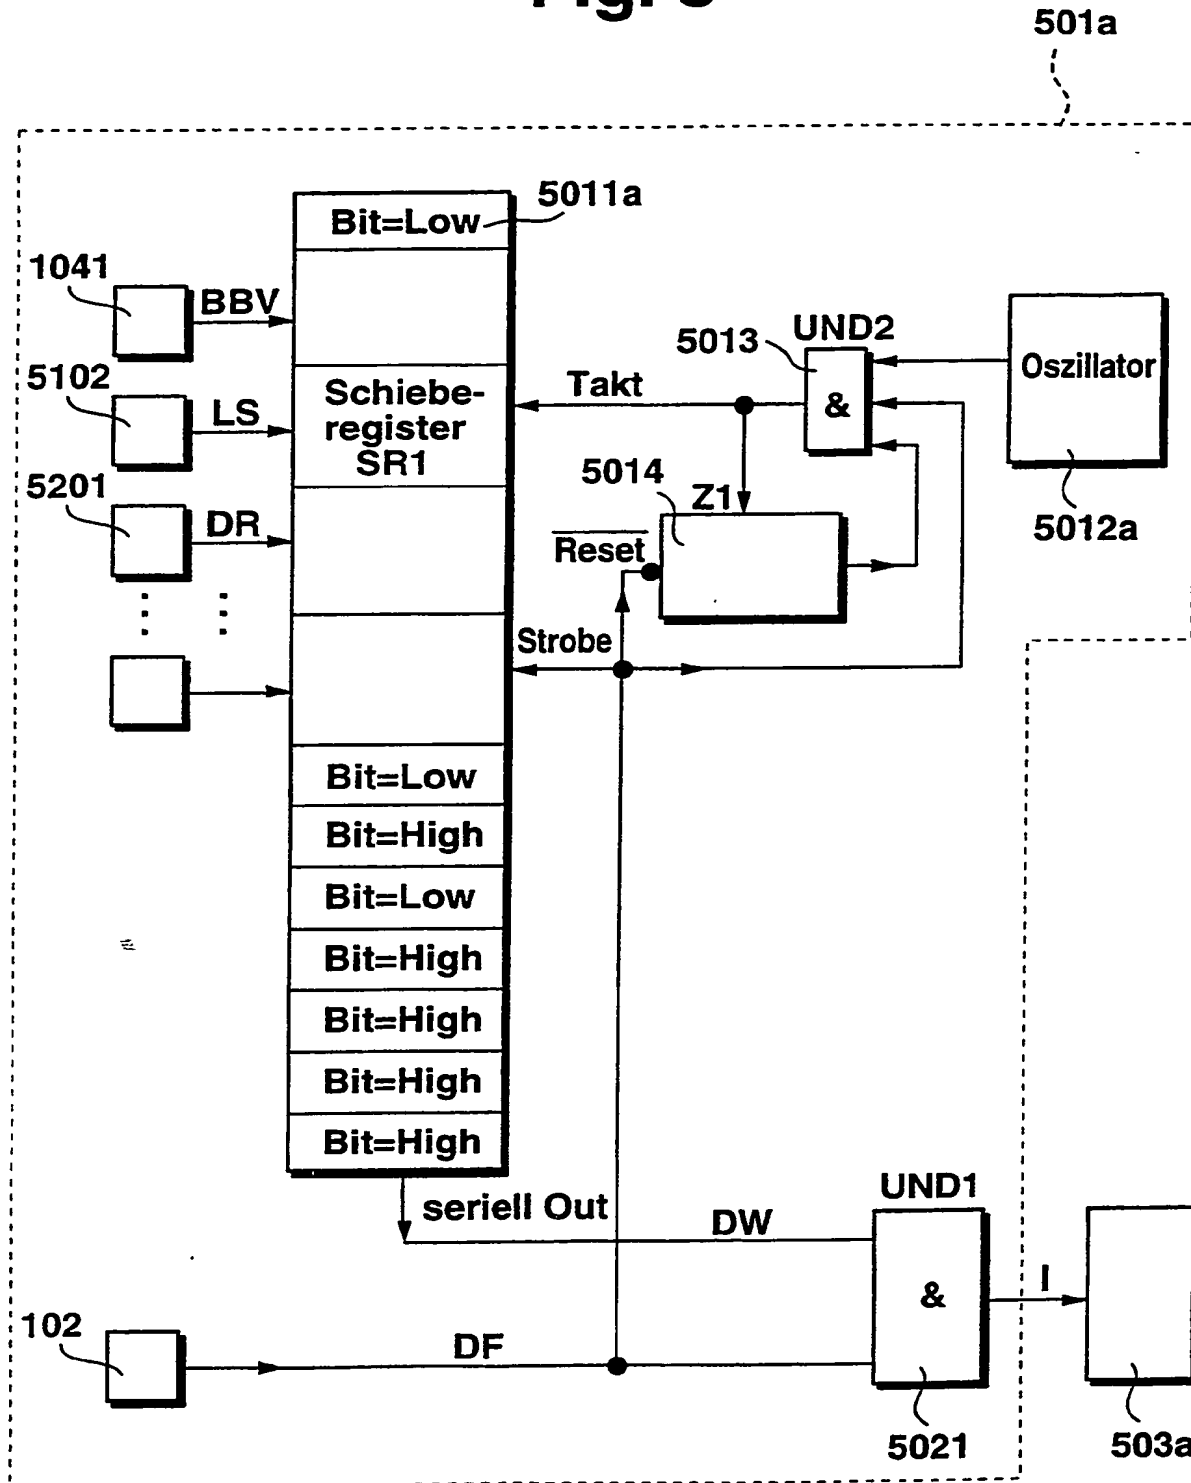 501a
Bit=Low
5011a
1041
BBV
5102
LS
5201
DR
Schiebe-
register
SR1
Takt
5013
UND2
&
Oszillator
5012a
5014
Z1
Reset
Strobe
Bit=Low
Bit=High
Bit=Low
Bit=High
Bit=High
Bit=High
Bit=High
seriell Out
DW
UND1
&
I
102
DF
5021
503a